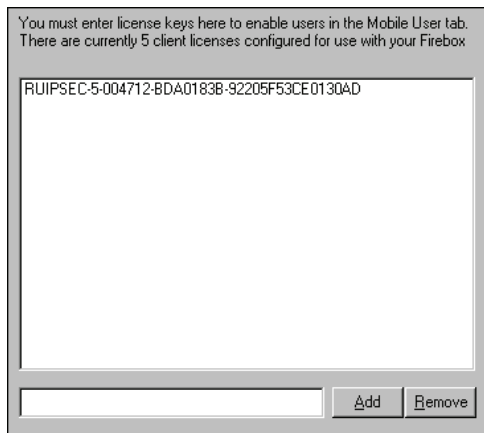 You must enter license keys here to enable users in the Mobile User tab.
There are currently 5 client licenses configured for use with your Firebox
RUIPSEC-5-004712-BDA0183B-92205F53CE0130AD
Add Remove